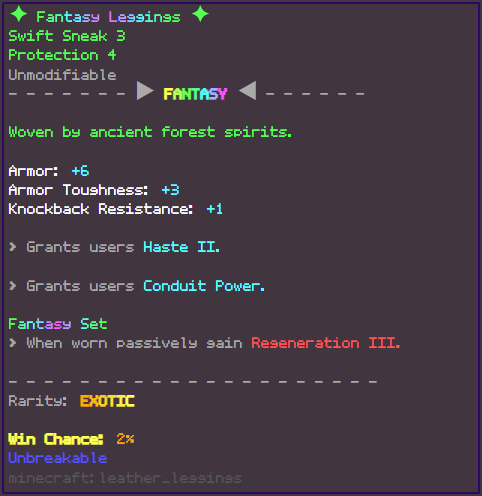 ✦ Fantasy Leggings ✦
Swift Sneak 3
Protection 4
Unmodifiable
- - - - - - - ▶ FANTASY ◀ - - - - - -
Woven by ancient forest spirits.
Armor: +6
Armor Toughness: +3
Knockback Resistance: +1
> Grants users Haste II.
> Grants users Conduit Power.
Fantasy Set
> When worn passively gain Regeneration III.
- - - - - - - - - - - - - - - - - - - - -
Rarity: EXOTIC
Win Chance: 2%
Unbreakable
minecraft:leather_leggings